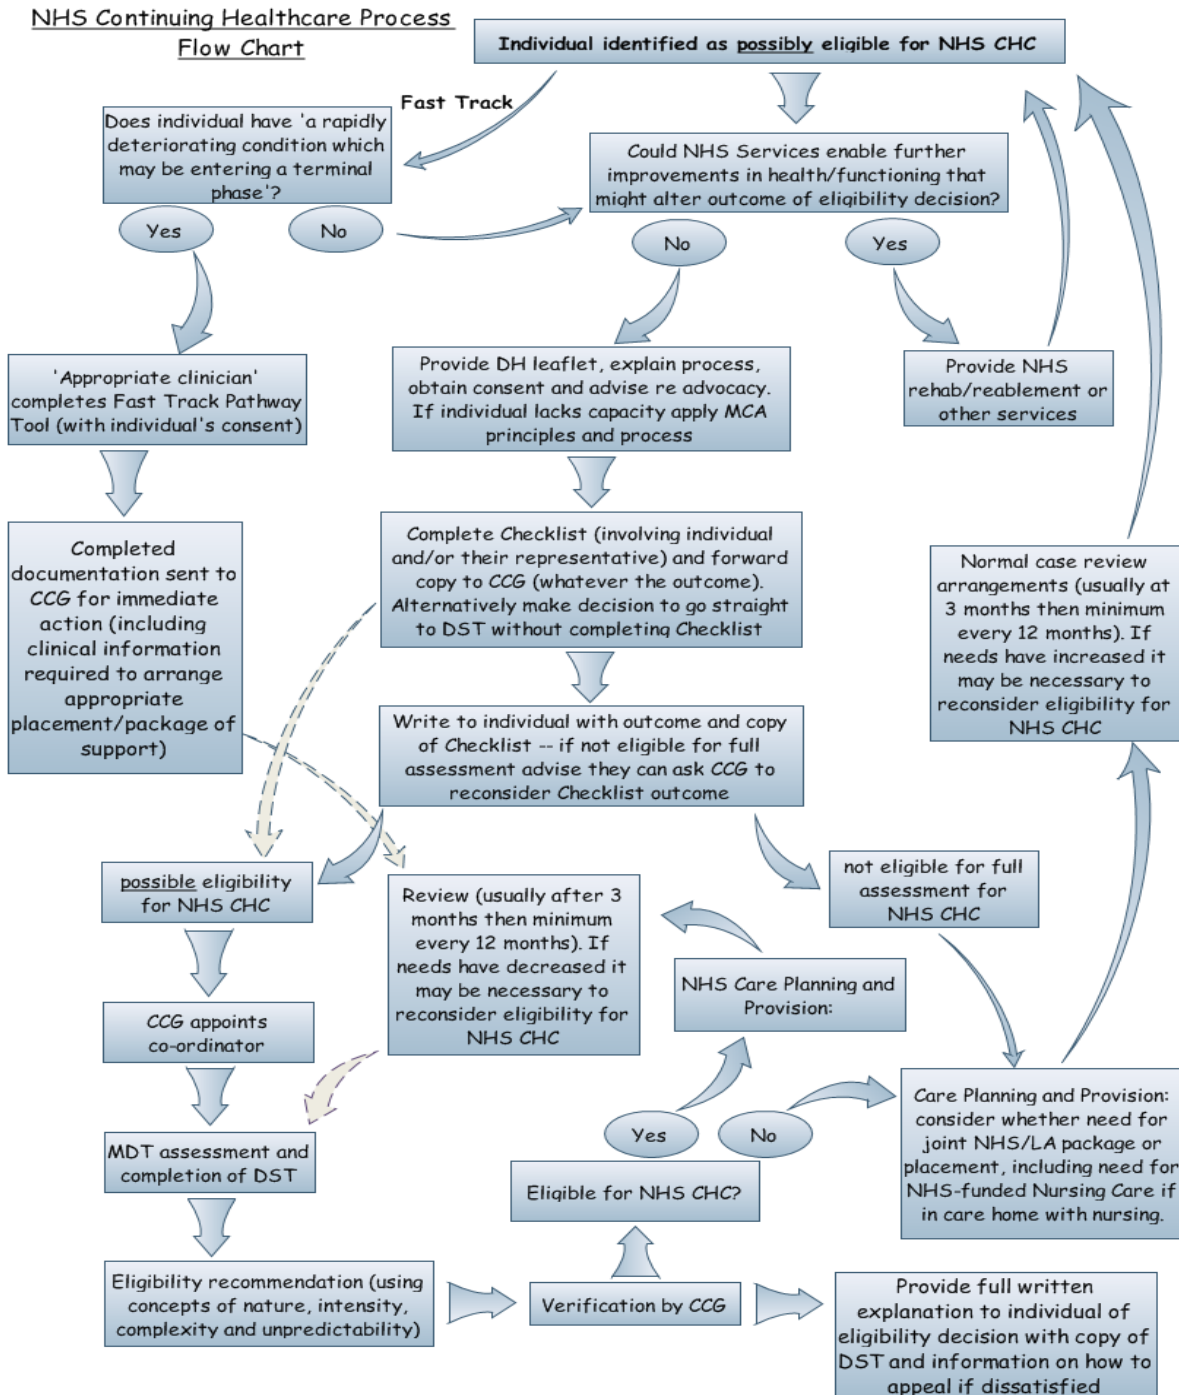 NHS Continuing Healthcare Process
Flow Chart
Individual identified as possibly eligible for NHS CHC
Fast Track
Does individual have 'a rapidly
deteriorating condition which
may be entering a terminal
phase'?
Could NHS Services enable further
improvements in health/functioning that
might alter outcome of eligibility decision?
Yes
No
No
Yes
'Appropriate clinician'
completes Fast Track Pathway
Tool (with individual's consent)
Provide DH leaflet, explain process,
obtain consent and advise re advocacy.
If individual lacks capacity apply MCA
principles and process
Provide NHS
rehab/reablement or
other services
Completed
documentation sent to
CCG for immediate
action (including
clinical information
required to arrange
appropriate
placement/package of
support)
Complete Checklist (involving individual
and/or their representative) and forward
copy to CCG (whatever the outcome).
Alternatively make decision to go straight
to DST without completing Checklist
Normal case review
arrangements (usually at
3 months then minimum
every 12 months). If
needs have increased it
may be necessary to
reconsider eligibility for
NHS CHC
Write to individual with outcome and copy
of Checklist -- if not eligible for full
assessment advise they can ask CCG to
reconsider Checklist outcome
possible eligibility
for NHS CHC
Review (usually after 3
months then minimum
every 12 months). If
needs have decreased it
may be necessary to
reconsider eligibility for
NHS CHC
not eligible for full
assessment for
NHS CHC
NHS Care Planning and
Provision:
CCG appoints
co-ordinator
Care Planning and Provision:
consider whether need for
joint NHS/LA package or
placement, including need for
NHS-funded Nursing Care if
in care home with nursing.
Yes
No
MDT assessment and
completion of DST
Eligible for NHS CHC?
Eligibility recommendation (using
concepts of nature, intensity,
complexity and unpredictability)
Verification by CCG
Provide full written
explanation to individual of
eligibility decision with copy of
DST and information on how to
appeal if dissatisfied